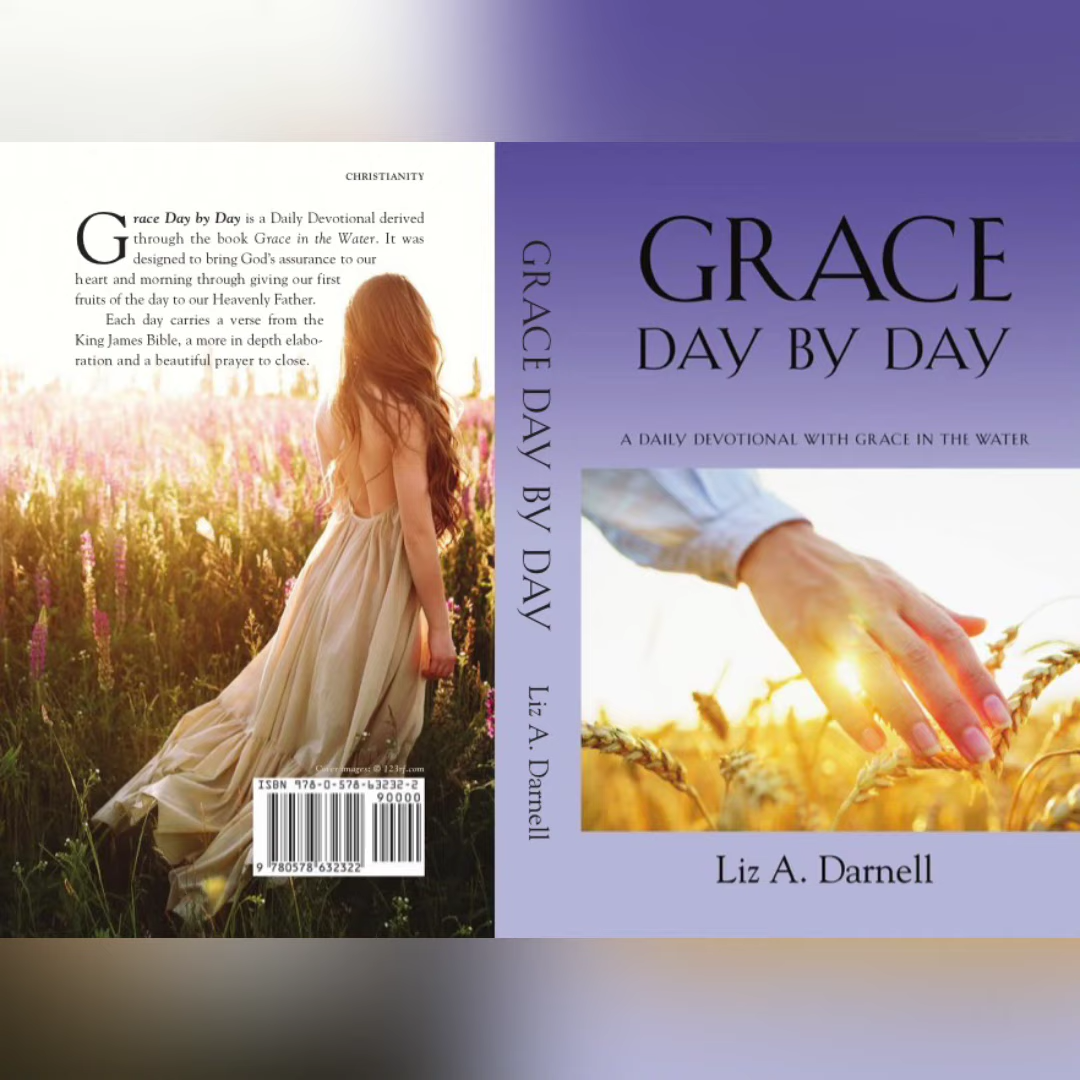 CHRISTIANITY
Grace Day by Day is a Daily Devotional derived
through the book Grace in the Water. It was
designed to bring God's assurance to our
heart and morning through giving our first
fruits of the day to our Heavenly Father.
Each day carries a verse from the
King James Bible, a more in depth elabo-
ration and a beautiful prayer to close.
Cover images: © 123rf.com
ISBN 978-0-578-63232-2
90000
9 780578 632322
GRACE DAY BY DAY Liz A. Darnell
GRACE
DAY BY DAY
A DAILY DEVOTIONAL WITH GRACE IN THE WATER
Liz A. Darnell